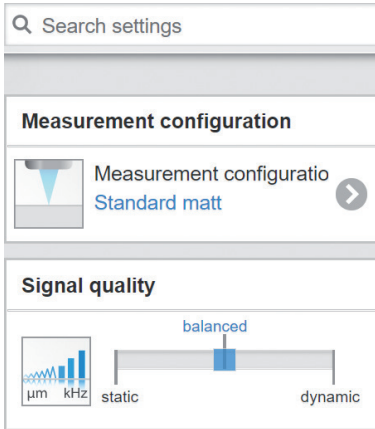 Search settings
Measurement configuration
Measurement configuratio
Standard matt
Signal quality
balanced
µm kHz
static dynamic